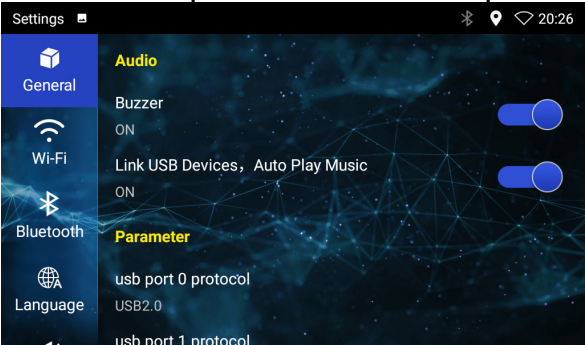 Settings 20:26
General
Wi-Fi
Bluetooth
Language
Audio
Buzzer
ON
Link USB Devices，Auto Play Music
ON
Parameter
usb port 0 protocol
USB2.0
usb port 1 protocol